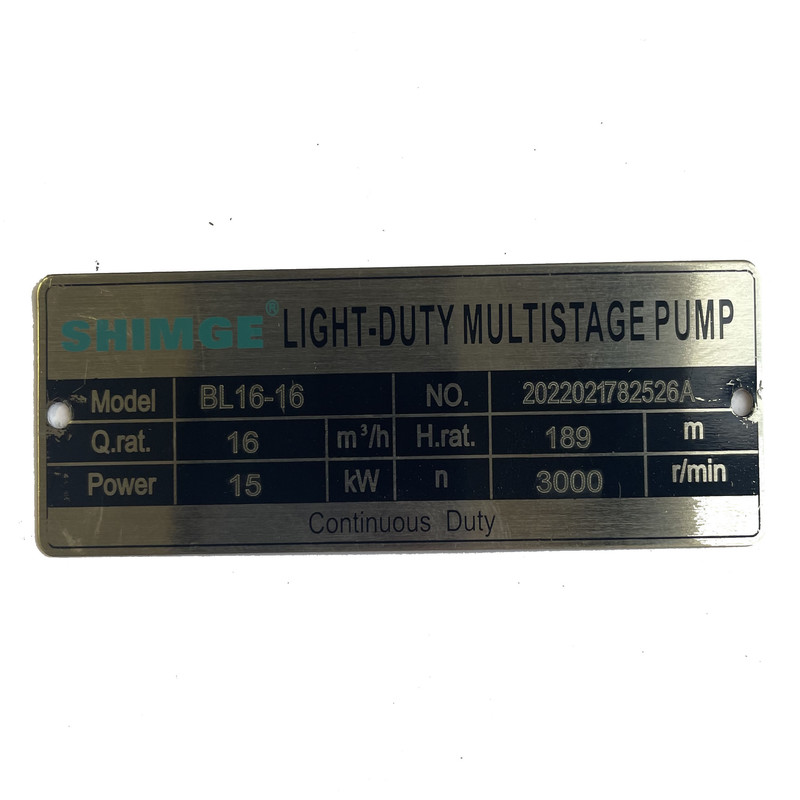 SHIMGE® LIGHT-DUTY MULTISTAGE PUMP
Model BL16-16 NO. 2022021782526A
Q.rat. 16 m³/h H.rat. 189 m
Power 15 kW n 3000 r/min
Continuous Duty